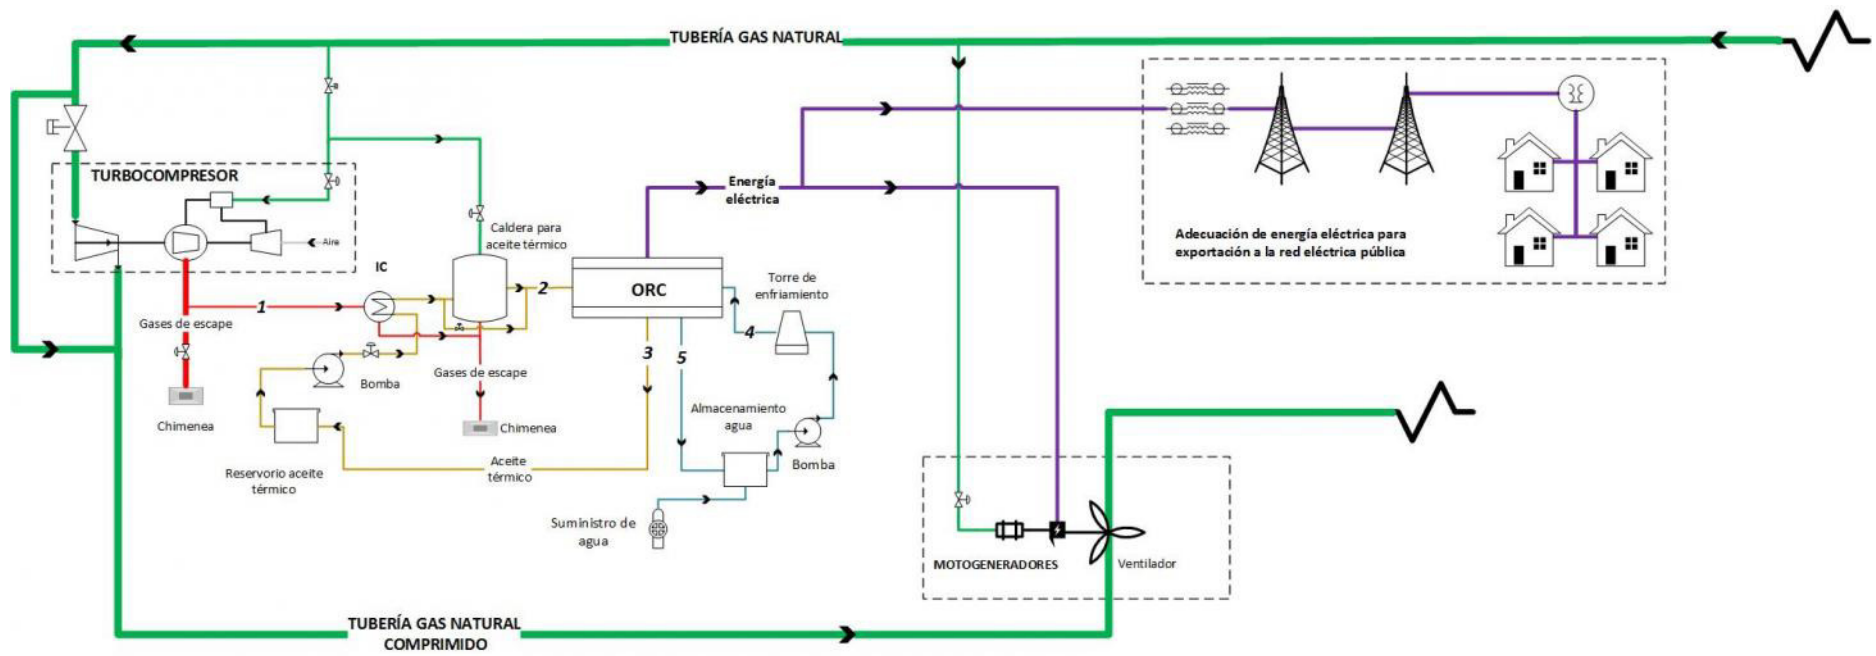 TUBERÍA GAS NATURAL
TURBOCOMPRESOR
Aire
IC
Caldera para
aceite térmico
Energía
eléctrica
Adecuación de energía eléctrica para
exportación a la red eléctrica pública
1
2
ORC
Torre de
enfriamiento
Gases de escape
4
3
5
Bomba
Gases de escape
Chimenea
Chimenea
Almacenamiento
agua
Bomba
Reservorio aceite
térmico
Aceite
térmico
Suministro de
agua
MOTOGENERADORES
Ventilador
TUBERÍA GAS NATURAL
COMPRIMIDO